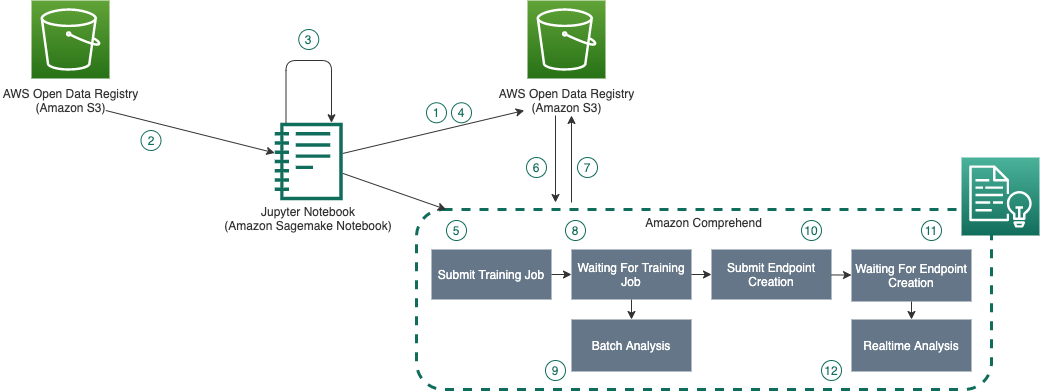 3
AWS Open Data Registry
(Amazon S3)
AWS Open Data Registry
(Amazon S3)
1
4
2
6
7
Jupyter Notebook
(Amazon Sagemake Notebook)
Amazon Comprehend
5
8
10
11
Submit Training Job
Waiting For Training
Job
Submit Endpoint
Creation
Waiting For Endpoint
Creation
Batch Analysis
Realtime Analysis
9
12